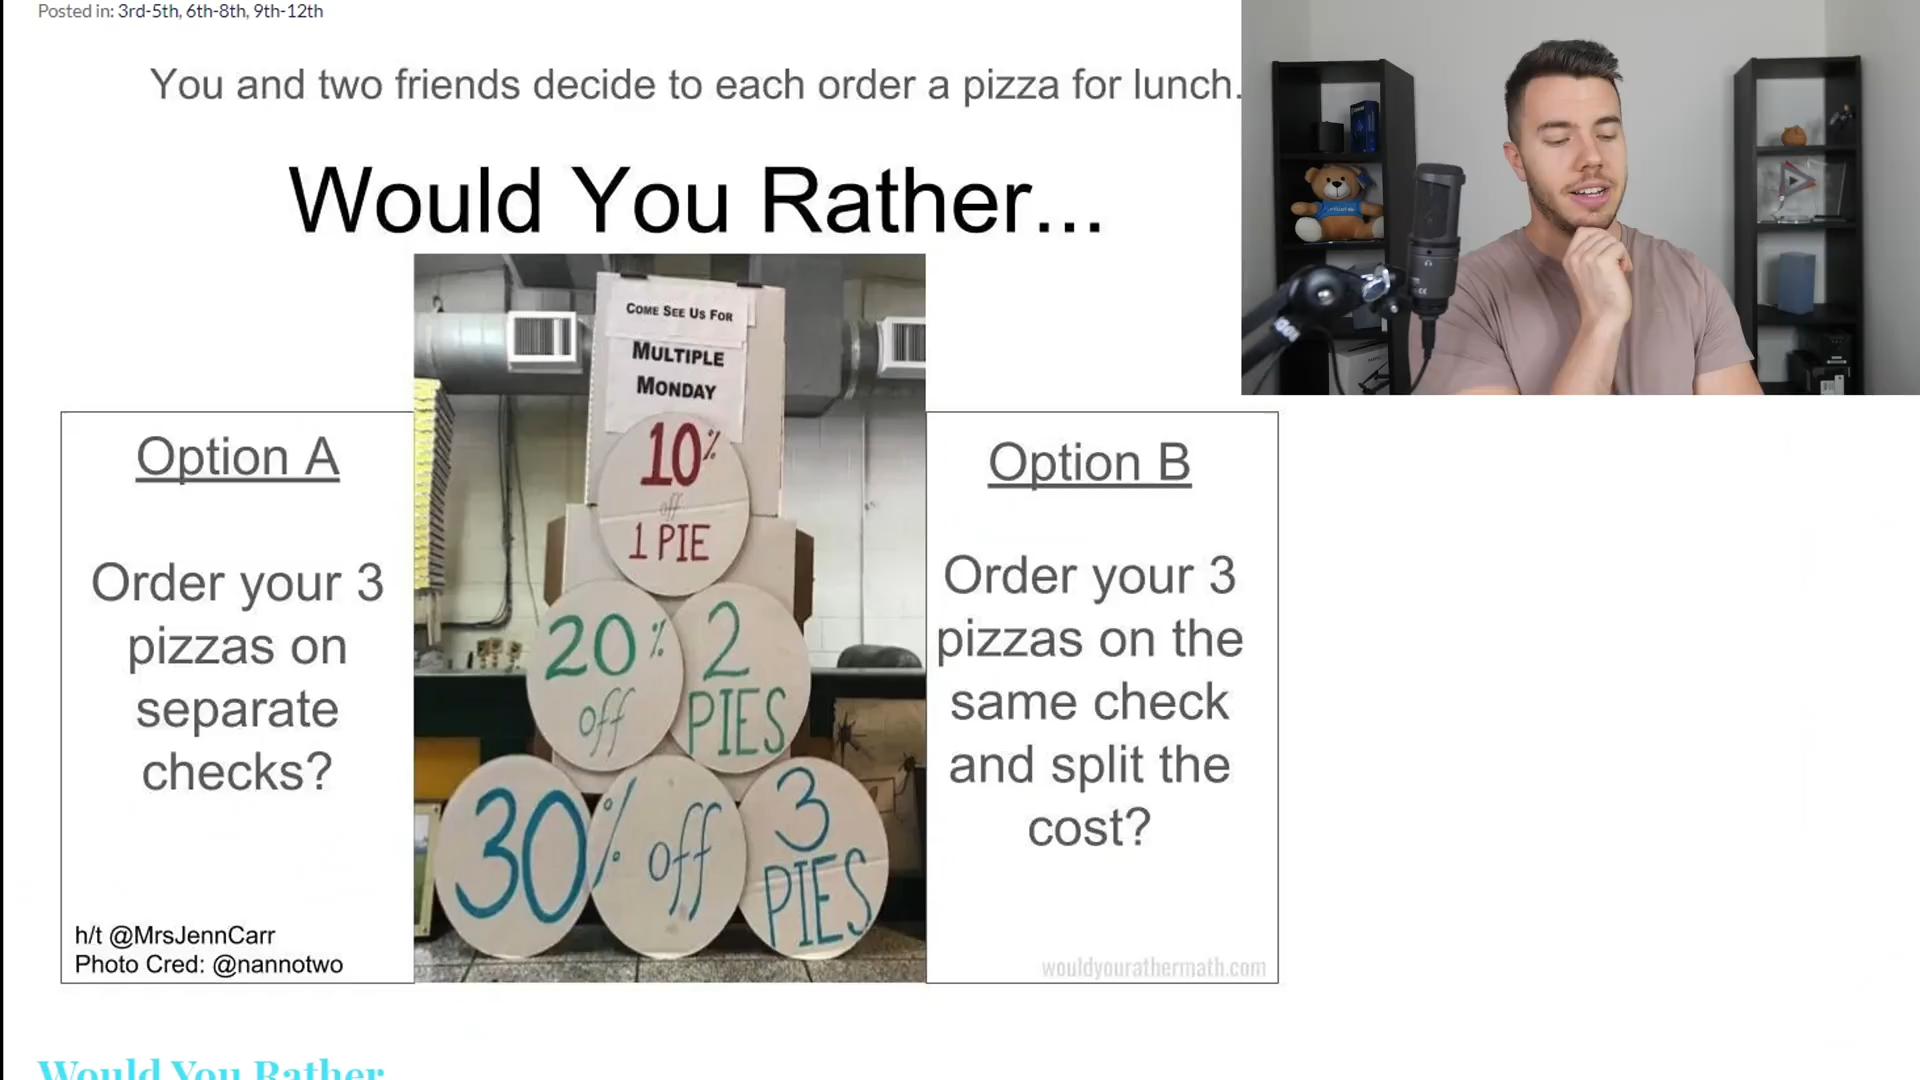 Posted in: 3rd-5th, 6th-8th, 9th-12th
You and two friends decide to each order a pizza for lunch.
Would You Rather...
Option A
Order your 3
pizzas on
separate
checks?
h/t @MrsJennCarr
Photo Cred: @nannotwo
COME SEE US FOR
MULTIPLE
MONDAY
10%
off
1 PIE
20% off
2 PIES
30% off
3 PIES
Option B
Order your 3
pizzas on the
same check
and split the
cost?
wouldyourathermath.com
Would You Rather